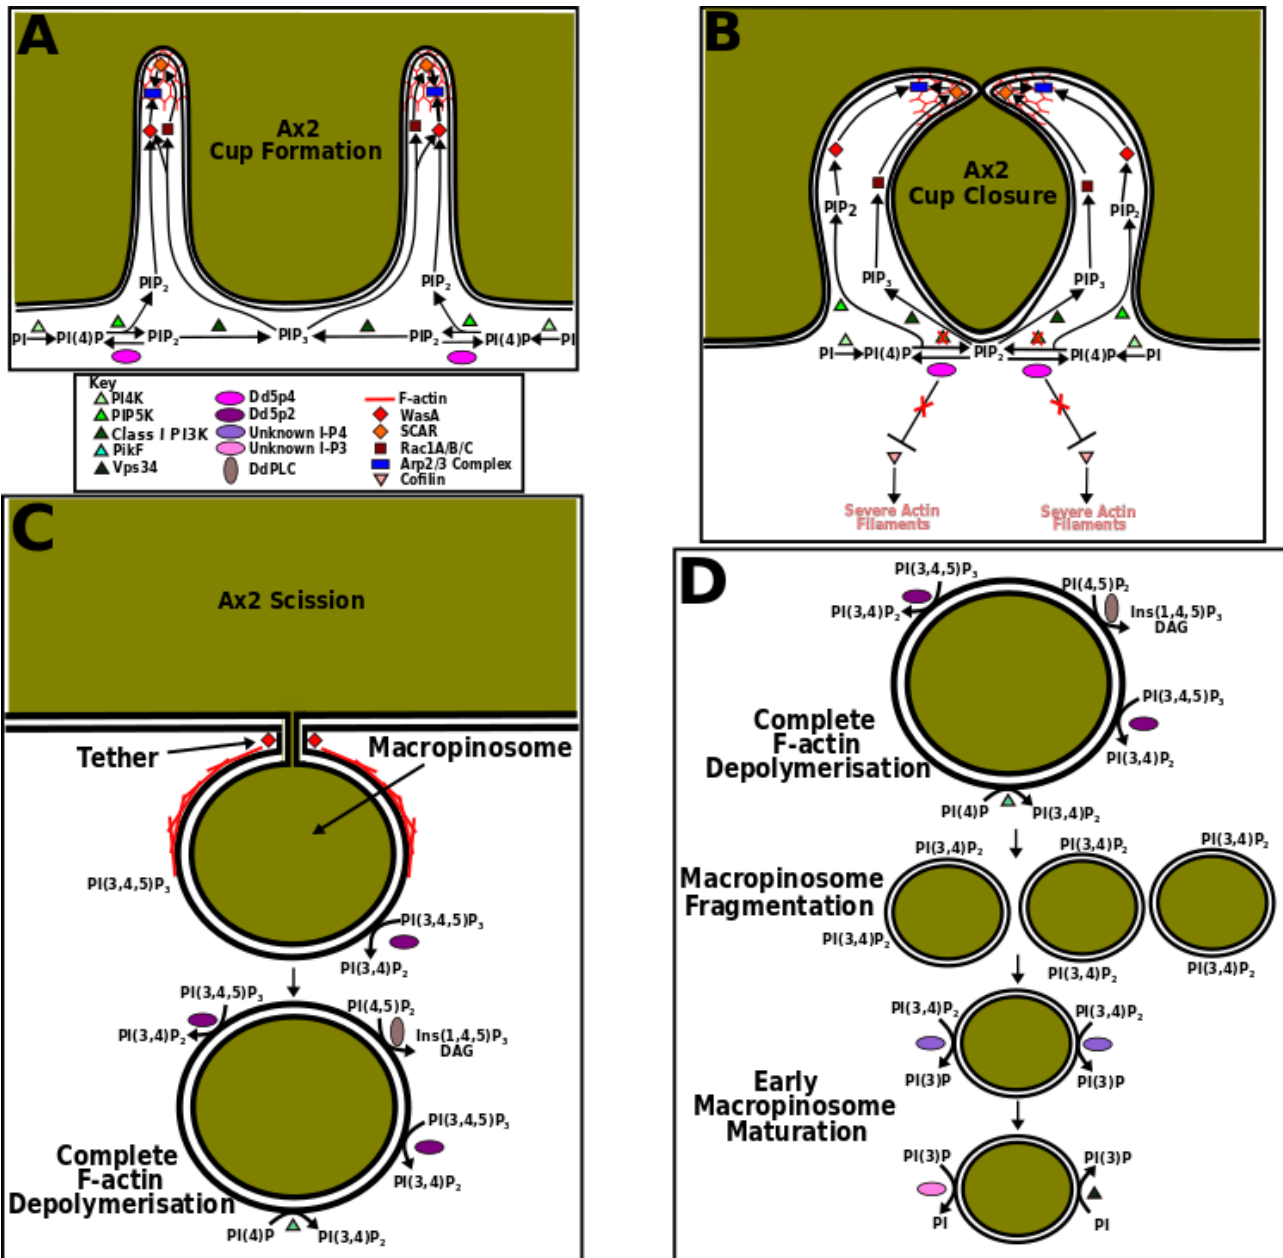 A
Ax2
Cup Formation
PIP2
PIP2
PI
PI(4)P
PIP2
PIP3
PIP2
PI(4)P
PI
Key
PI4K
PIP5K
Class I PI3K
PikF
Vps34
Dd5p4
Dd5p2
Unknown I-P4
Unknown I-P3
DdPLC
F-actin
WasA
SCAR
Rac1A/B/C
Arp2/3 Complex
Cofilin
B
Ax2
Cup Closure
PIP2
PIP2
PIP3
PIP3
PI
PI(4)P
PIP2
PI(4)P
PI
Severe Actin
Filaments
Severe Actin
Filaments
C
Ax2 Scission
Tether
Macropinosome
PI(3,4,5)P3
PI(3,4,5)P3
PI(3,4)P2
PI(3,4,5)P3
PI(3,4)P2
PI(4,5)P2
Ins(1,4,5)P3
DAG
PI(3,4,5)P3
PI(3,4)P2
Complete
F-actin
Depolymerisation
PI(4)P
PI(3,4)P2
D
PI(3,4,5)P3
PI(3,4)P2
PI(4,5)P2
Ins(1,4,5)P3
DAG
PI(3,4,5)P3
PI(3,4)P2
Complete
F-actin
Depolymerisation
PI(4)P
PI(3,4)P2
PI(3,4)P2
PI(3,4)P2
PI(3,4)P2
Macropinosome
Fragmentation
PI(3,4)P2
PI(3,4)P2
PI(3,4)P2
PI(3,4)P2
PI(3,4)P2
PI(3)P
PI(3)P
Early
Macropinosome
Maturation
PI(3)P
PI(3)P
PI
PI